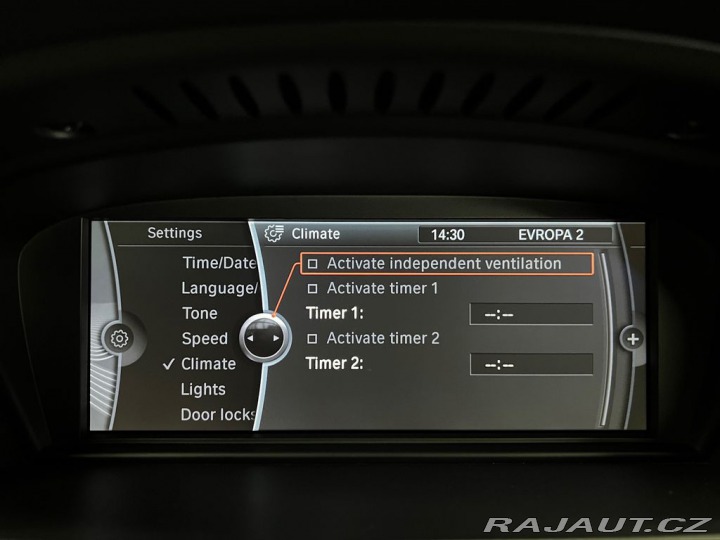 Settings
Climate
14:30
EVROPA 2
Time/Date
Language/
Tone
Speed
Climate
Lights
Door locks
Activate independent ventilation
Activate timer 1
Timer 1: --:--
Activate timer 2
Timer 2: --:--
RAJAUT.CZ